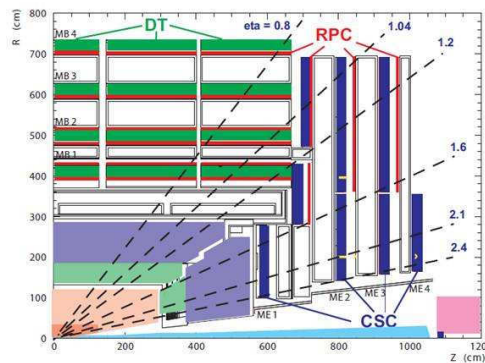 R (cm)
800
700
600
500
400
300
200
100
0
MB 4
DT
eta = 0.8
RPC
1.04
1.2
MB 3
MB 2
MB 1
1.6
2.1
2.4
ME 1
ME 2
ME 3
ME 4
CSC
0
200
400
600
800
1000
1200
Z (cm)